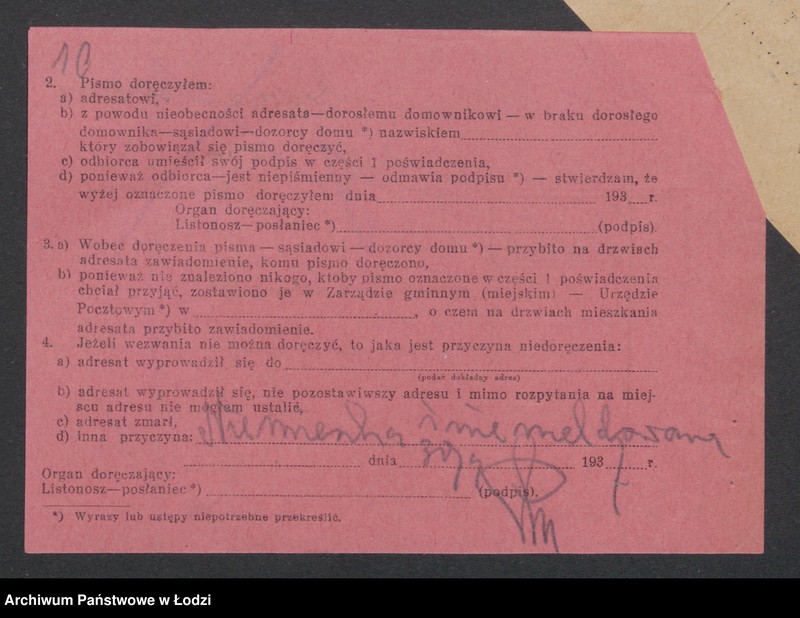 10
2. Pismo doręczyłem:
a) adresatowi,
b) z powodu nieobecności adresata—dorosłemu domownikowi — w braku dorosłego
domownika—sąsiadowi—dozorcy domu *) nazwiskiem
który zobowiązał się pismo doręczyć,
c) odbiorca umieścił swój podpis w części 1 poświadczenia,
d) ponieważ odbiorca—jest niepiśmienny — odmawia podpisu *) — stwierdzam, że
wyżej oznaczone pismo doręczyłem dnia 193 r.
Organ doręczający:
Listonosz—posłaniec *) (podpis).
3. a) Wobec doręczenia pisma — sąsiadowi — dozorcy domu *) — przybito na drzwiach
adresata zawiadomienie, komu pismo doręczono,
b) ponieważ nie znaleziono nikogo, ktoby pismo oznaczone w części 1 poświadczenia
chciał przyjąć, zostawiono je w Zarządzie gminnym (miejskim) — Urzędzie
Pocztowym *) w , o czem na drzwiach mieszkania
adresata przybito zawiadomienie.
4. Jeżeli wezwania nie można doręczyć, to jaka jest przyczyna niedoręczenia:
a) adresat wyprowadził się do
(podać dokładny adres)
b) adresat wyprowadził się, nie pozostawiwszy adresu i mimo rozpytania na miej-
scu adresu nie mogłem ustalić,
c) adresat zmarł,
d) inna przyczyna: Niemieszka i nie meldowana
dnia 193 r.
Organ doręczający:
Listonosz—posłaniec *) (podpis).
*) Wyrazy lub ustępy niepotrzebne przekreślić.
Archiwum Państwowe w Łodzi